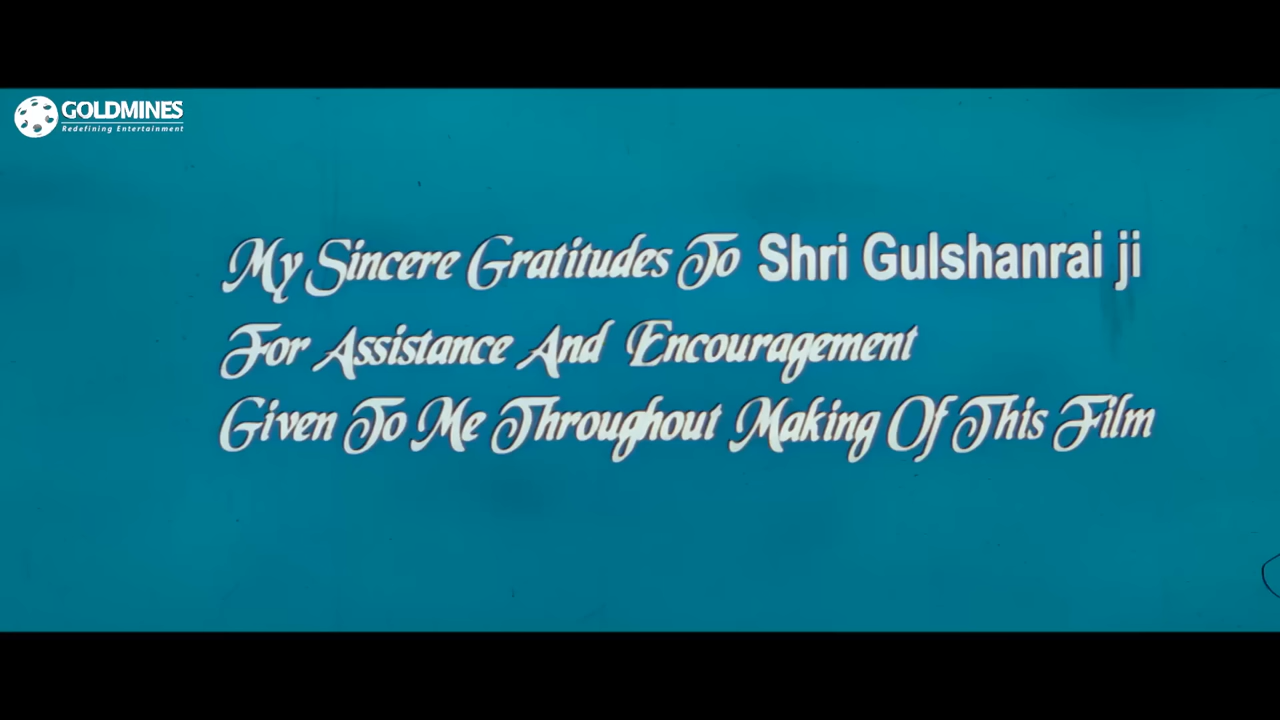 GOLDMINES
Redefining Entertainment
My Sincere Gratitudes To Shri Gulshanrai ji
For Assistance And Encouragement
Given To Me Throughout Making Of This Film